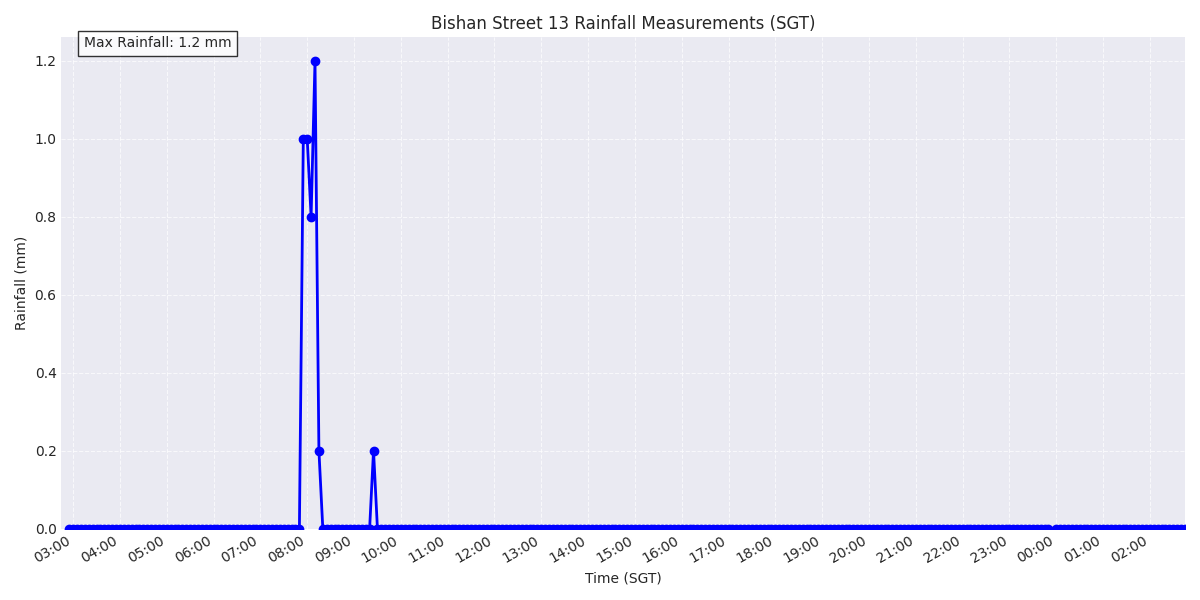 Bishan Street 13 Rainfall Measurements (SGT)
Max Rainfall: 1.2 mm
1.2
1.0
0.8
0.6
0.4
0.2
0.0
Rainfall (mm)
03:00 04:00 05:00 06:00 07:00 08:00 09:00 10:00 11:00 12:00 13:00 14:00 15:00 16:00 17:00 18:00 19:00 20:00 21:00 22:00 23:00 00:00 01:00 02:00
Time (SGT)